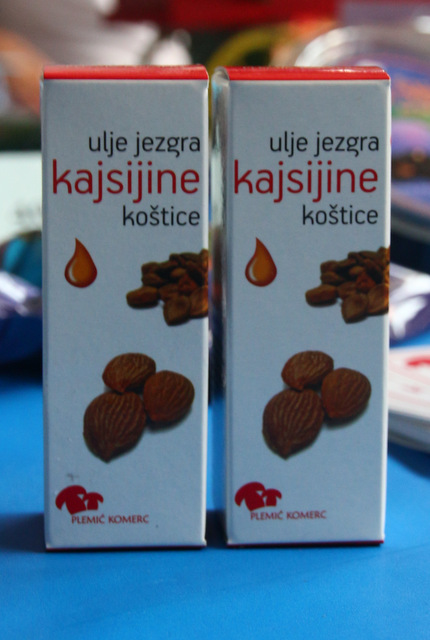 ulje jezgra
kajsijine
koštice
PLEMIĆ KOMERC
ulje jezgra
kajsijine
koštice
PLEMIĆ KOMERC